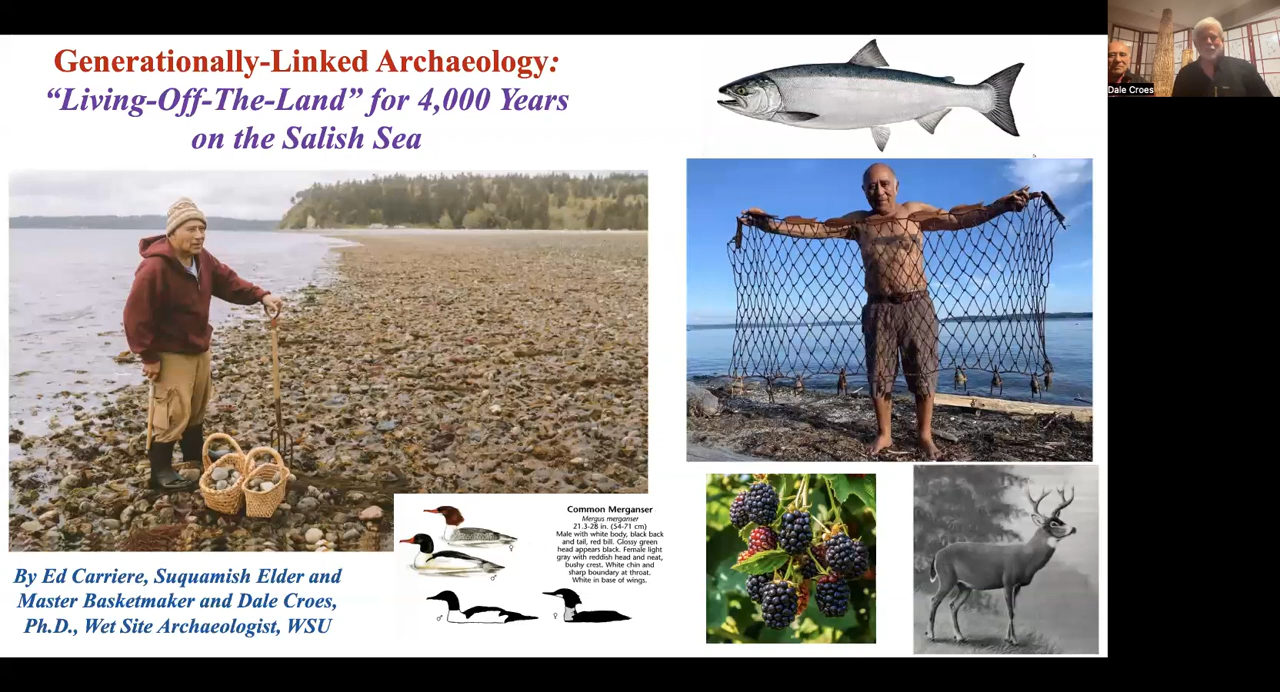 Generationally-Linked Archaeology:
“Living-Off-The-Land” for 4,000 Years
on the Salish Sea
Dale Croes
Common Merganser
Mergus merganser
21.3-28 in. (54-71 cm)
Male with white body, black back
and tail, red bill. Glossy green
head appears black. Female light
gray with reddish head and neat,
bushy crest. White chin and
sharp boundary at throat.
White in base of wings.
♀
♂
♂
♀
By Ed Carriere, Suquamish Elder and
Master Basketmaker and Dale Croes,
Ph.D., Wet Site Archaeologist, WSU